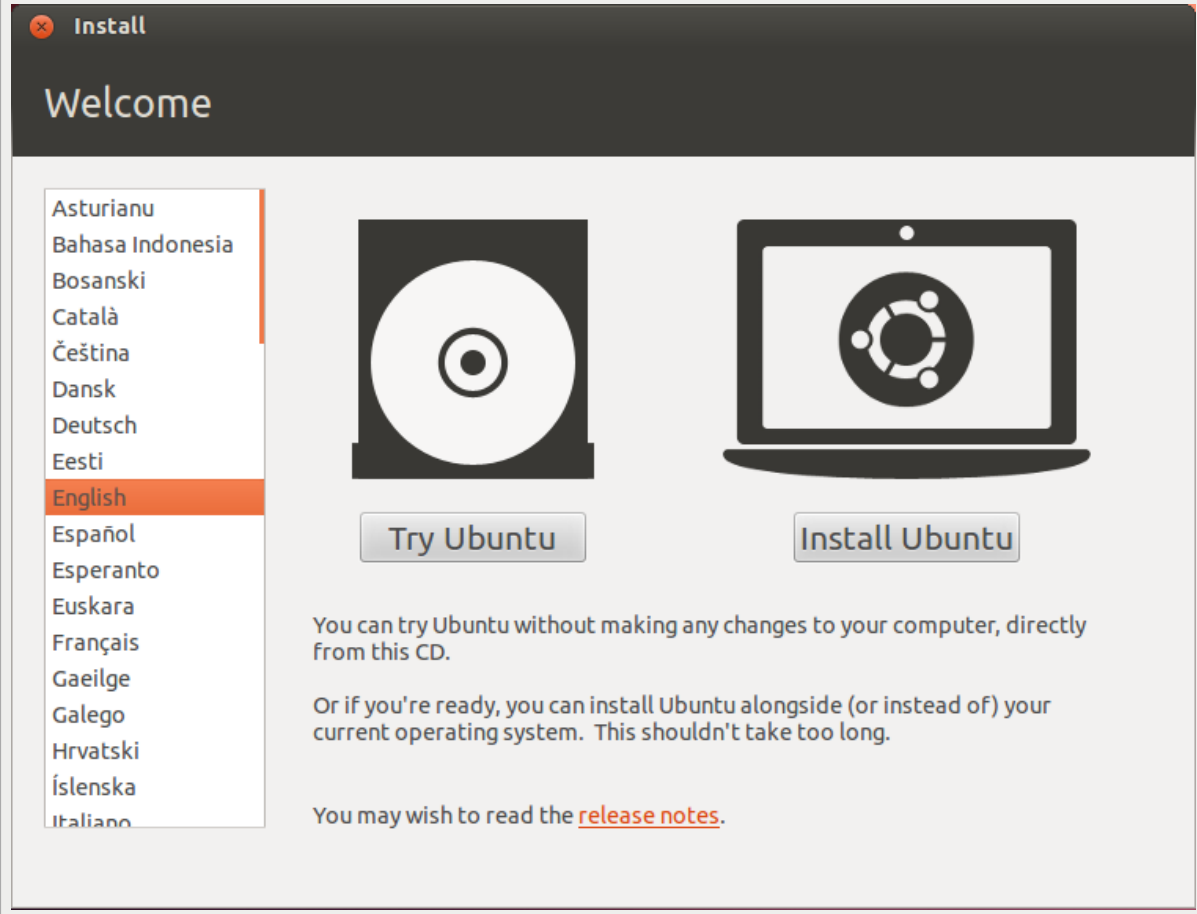 Install
Welcome
Asturianu
Bahasa Indonesia
Bosanski
Català
Čeština
Dansk
Deutsch
Eesti
English
Español
Esperanto
Euskara
Français
Gaeilge
Galego
Hrvatski
Íslenska
Italiano
Try Ubuntu
Install Ubuntu
You can try Ubuntu without making any changes to your computer, directly
from this CD.
Or if you're ready, you can install Ubuntu alongside (or instead of) your
current operating system.  This shouldn't take too long.
You may wish to read the release notes.